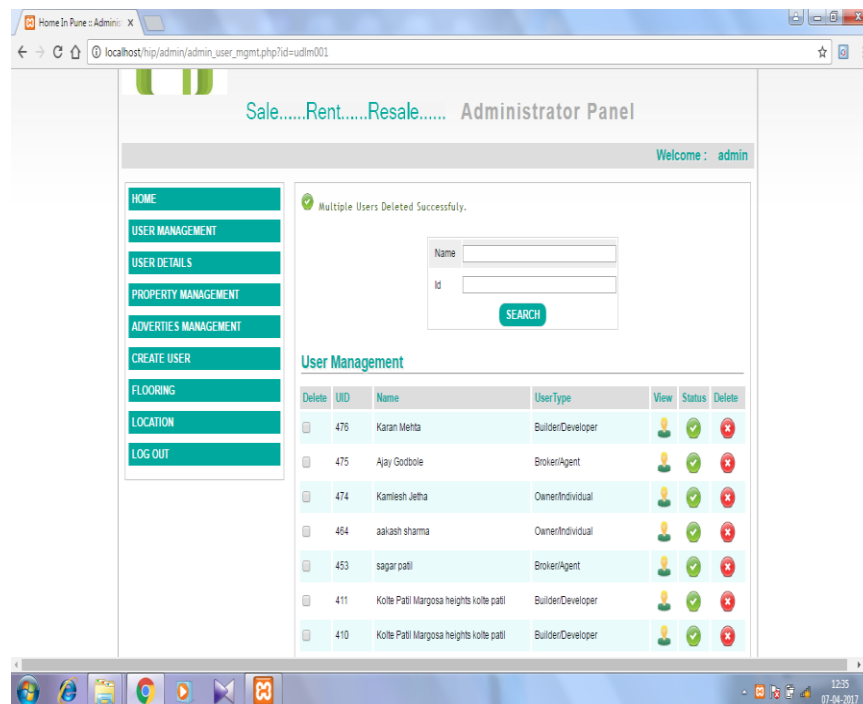 Home In Pune :: Adminis
localhost/hip/admin/admin_user_mgmt.php?id=udlm001
Sale......Rent......Resale...... Administrator Panel
Welcome : admin
HOME
USER MANAGEMENT
USER DETAILS
PROPERTY MANAGEMENT
ADVERTIES MANAGEMENT
CREATE USER
FLOORING
LOCATION
LOG OUT
Multiple Users Deleted Successfuly.
Name
Id
SEARCH
User Management
Delete UID Name UserType View Status Delete
476 Karan Mehta Builder/Developer
475 Ajay Godbole Broker/Agent
474 Kamlesh Jetha Owner/Individual
464 aakash sharma Owner/Individual
453 sagar patil Broker/Agent
411 Kolte Patil Margosa heights kolte patil Builder/Developer
410 Kolte Patil Margosa heights kolte patil Builder/Developer
12:35
07-04-2017